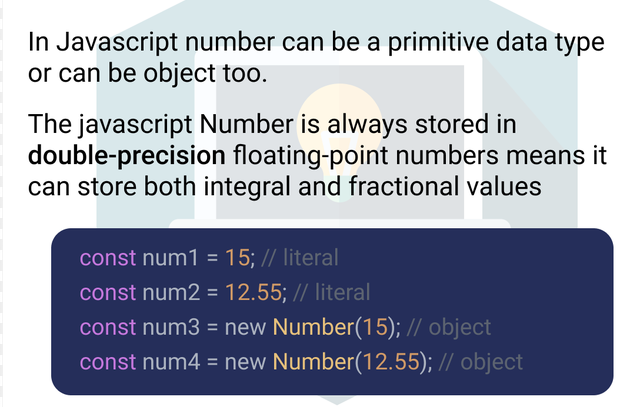 In Javascript number can be a primitive data type
or can be object too.
The javascript Number is always stored in
double-precision floating-point numbers means it
can store both integral and fractional values
const num1 = 15; // literal
const num2 = 12.55; // literal
const num3 = new Number(15); // object
const num4 = new Number(12.55); // object